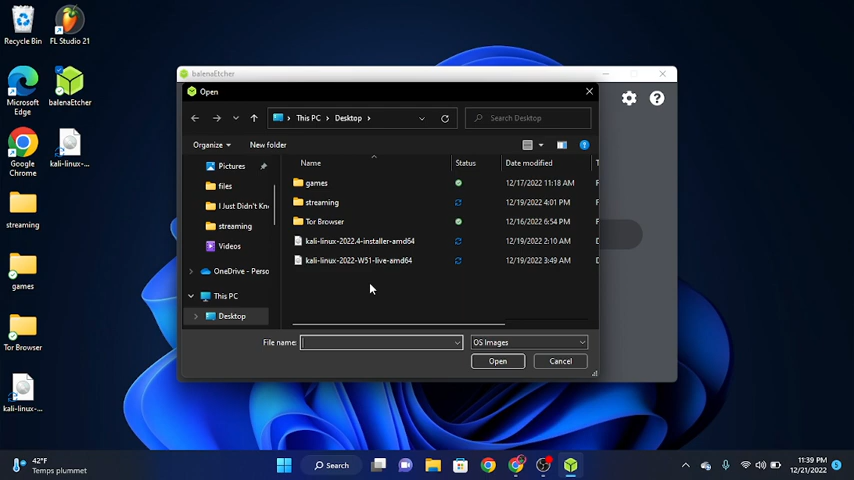 Recycle Bin
FL Studio 21
Microsoft
Edge
balenaEtcher
Google
Chrome
kali-linux-...
streaming
games
Tor Browser
kali-linux-...
balenaEtcher
Open
This PC
Desktop
Search Desktop
Organize
New folder
Name
Status
Date modified
Pictures
files
I Just Didn't Kn
streaming
Videos
OneDrive - Perso
This PC
Desktop
games
12/17/2022 11:18 AM
streaming
12/19/2022 4:01 PM
Tor Browser
12/16/2022 6:54 PM
kali-linux-2022.4-installer-amd64
12/19/2022 2:10 AM
kali-linux-2022-W51-live-amd64
12/19/2022 3:49 AM
File name:
OS Images
Open
Cancel
42°F
Temps plummet
Search
11:39 PM
12/21/2022
5